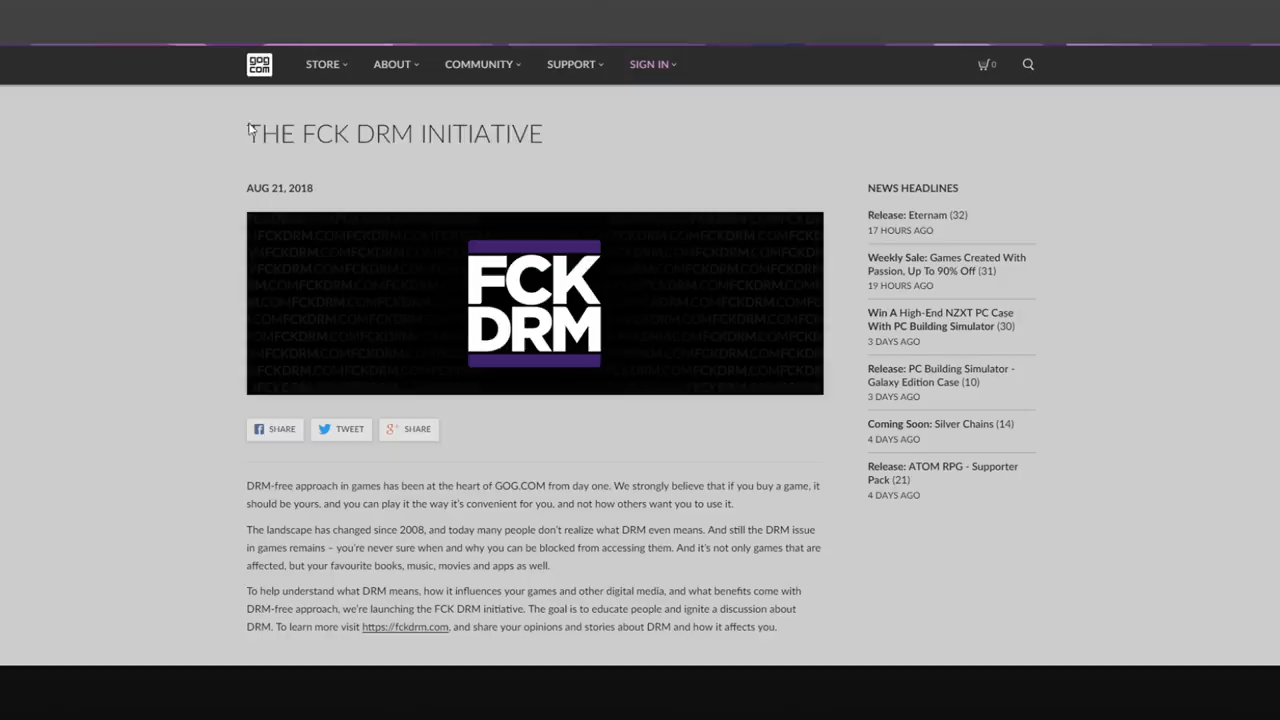 gog
com
STORE
ABOUT
COMMUNITY
SUPPORT
SIGN IN
0
THE FCK DRM INITIATIVE
AUG 21, 2018
FCK
DRM
SHARE
TWEET
SHARE
DRM-free approach in games has been at the heart of GOG.COM from day one. We strongly believe that if you buy a game, it
should be yours, and you can play it the way it's convenient for you, and not how others want you to use it.
The landscape has changed since 2008, and today many people don't realize what DRM even means. And still the DRM issue
in games remains – you're never sure when and why you can be blocked from accessing them. And it's not only games that are
affected, but your favourite books, music, movies and apps as well.
To help understand what DRM means, how it influences your games and other digital media, and what benefits come with
DRM-free approach, we're launching the FCK DRM initiative. The goal is to educate people and ignite a discussion about
DRM. To learn more visit https://fckdrm.com, and share your opinions and stories about DRM and how it affects you.
NEWS HEADLINES
Release: Eternam (32)
17 HOURS AGO
Weekly Sale: Games Created With
Passion, Up To 90% Off (31)
19 HOURS AGO
Win A High-End NZXT PC Case
With PC Building Simulator (30)
3 DAYS AGO
Release: PC Building Simulator -
Galaxy Edition Case (10)
3 DAYS AGO
Coming Soon: Silver Chains (14)
4 DAYS AGO
Release: ATOM RPG - Supporter
Pack (21)
4 DAYS AGO